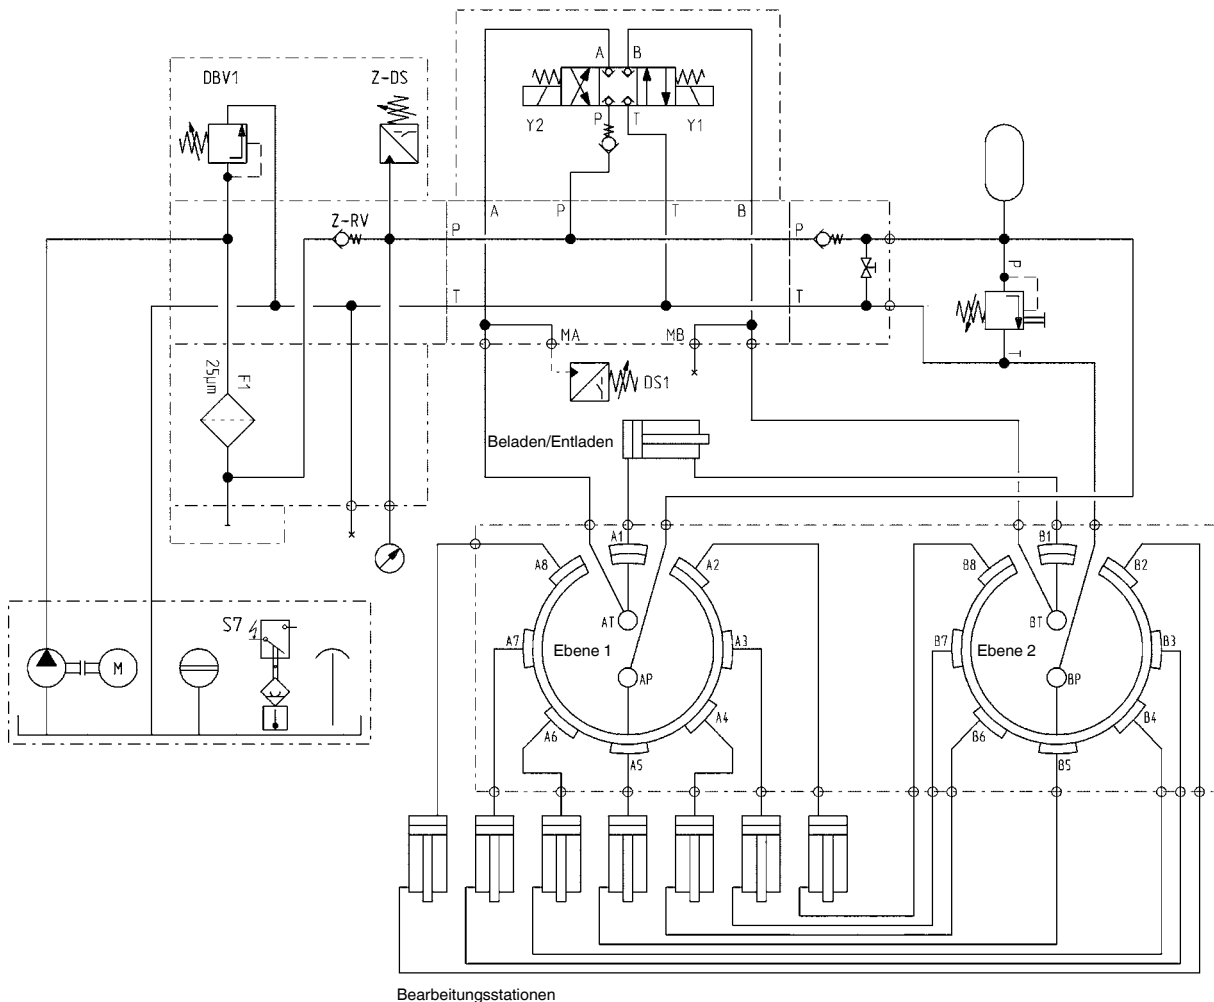 A B
DBV1
Z-DS
P T
Y2
Y1
A
P
T
B
Z-RV
P
P
P
T
T
T
MA
MB
DS1
25µm
F1
Beladen/Entladen
A1
B1
A8
A2
B8
B2
AT
BT
S7
A7
Ebene 1
A3
B7
Ebene 2
B3
M
AP
BP
A6
A4
B6
B4
A5
B5
Bearbeitungsstationen